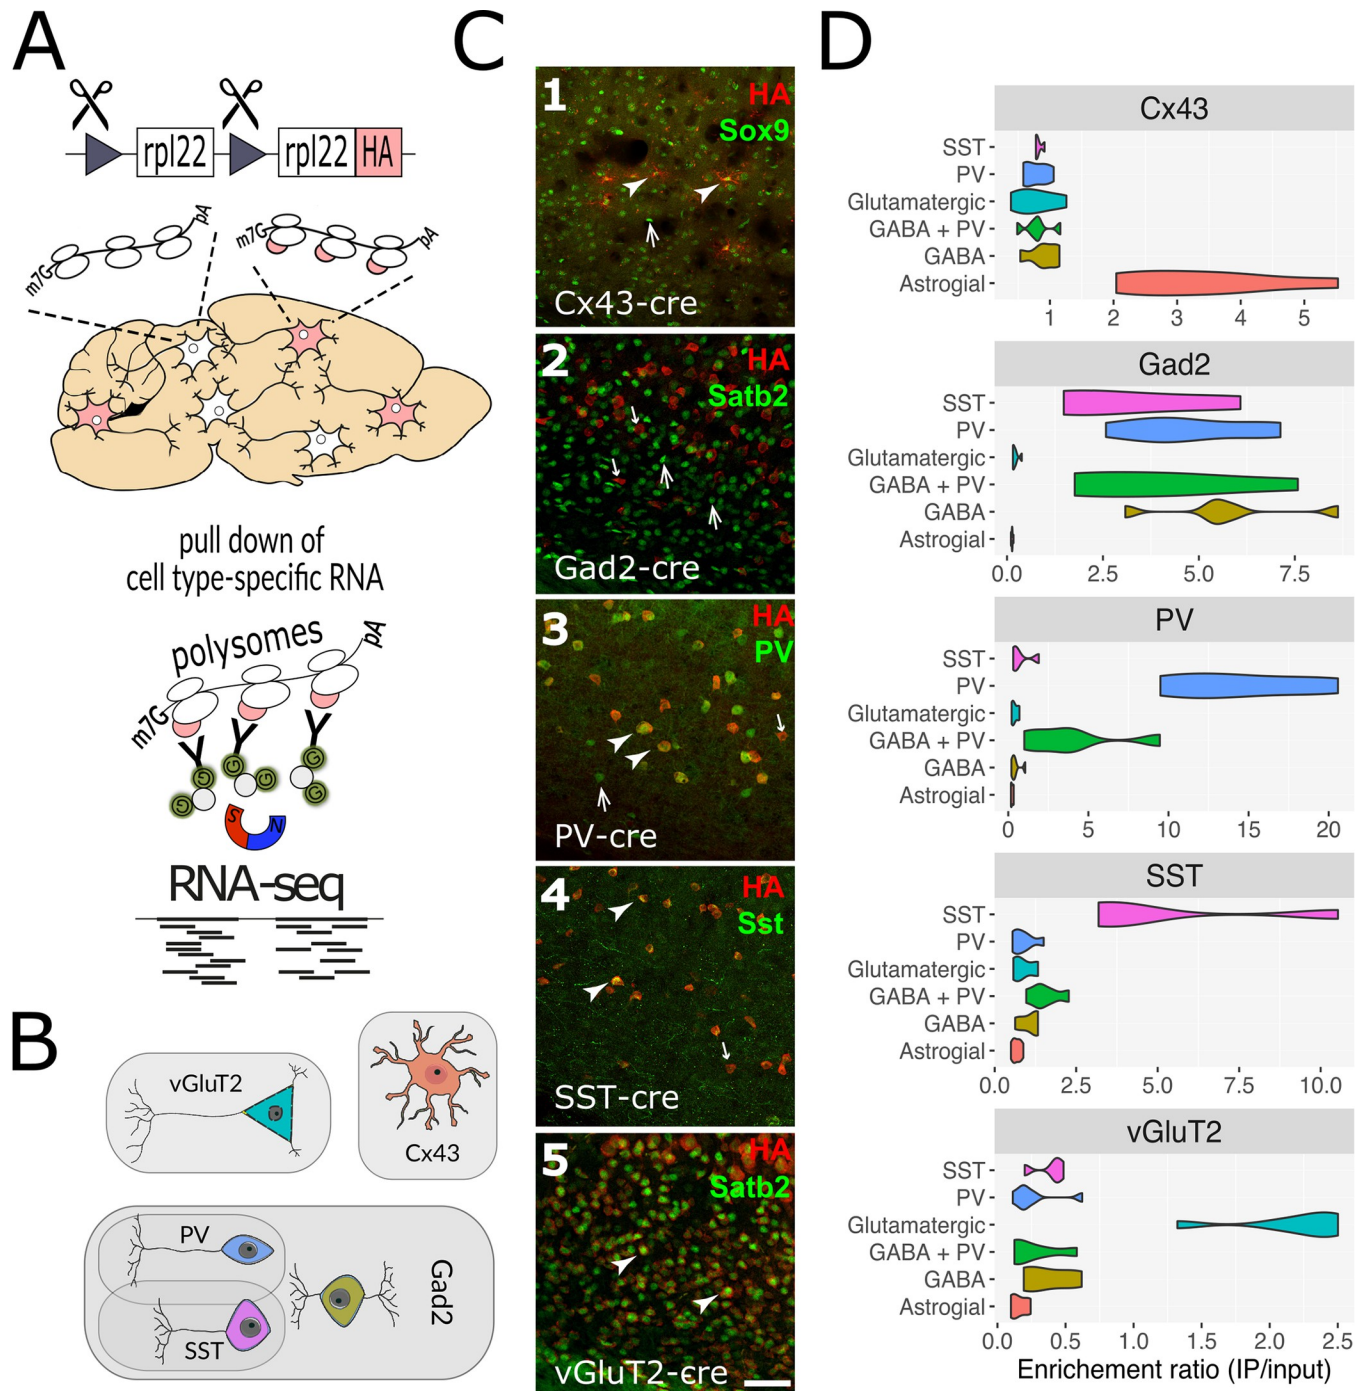 A
rpl22
rpl22
HA
m7G
pA
m7G
pA
pull down of
cell type-specific RNA
polysomes
m7G
pA
G
G
G
G
G
G
S
N
RNA-seq
B
vGluT2
Cx43
PV
SST
Gad2
C
1
HA
Sox9
Cx43-cre
2
HA
Satb2
Gad2-cre
3
HA
PV
PV-cre
4
HA
Sst
SST-cre
5
HA
Satb2
vGluT2-cre
D
Cx43
SST
PV
Glutamatergic
GABA + PV
GABA
Astrogial
1 2 3 4 5
Gad2
SST
PV
Glutamatergic
GABA + PV
GABA
Astrogial
0.0 2.5 5.0 7.5
PV
SST
PV
Glutamatergic
GABA + PV
GABA
Astrogial
0 5 10 15 20
SST
SST
PV
Glutamatergic
GABA + PV
GABA
Astrogial
0.0 2.5 5.0 7.5 10.0
vGluT2
SST
PV
Glutamatergic
GABA + PV
GABA
Astrogial
0.0 0.5 1.0 1.5 2.0 2.5
Enrichement ratio (IP/input)